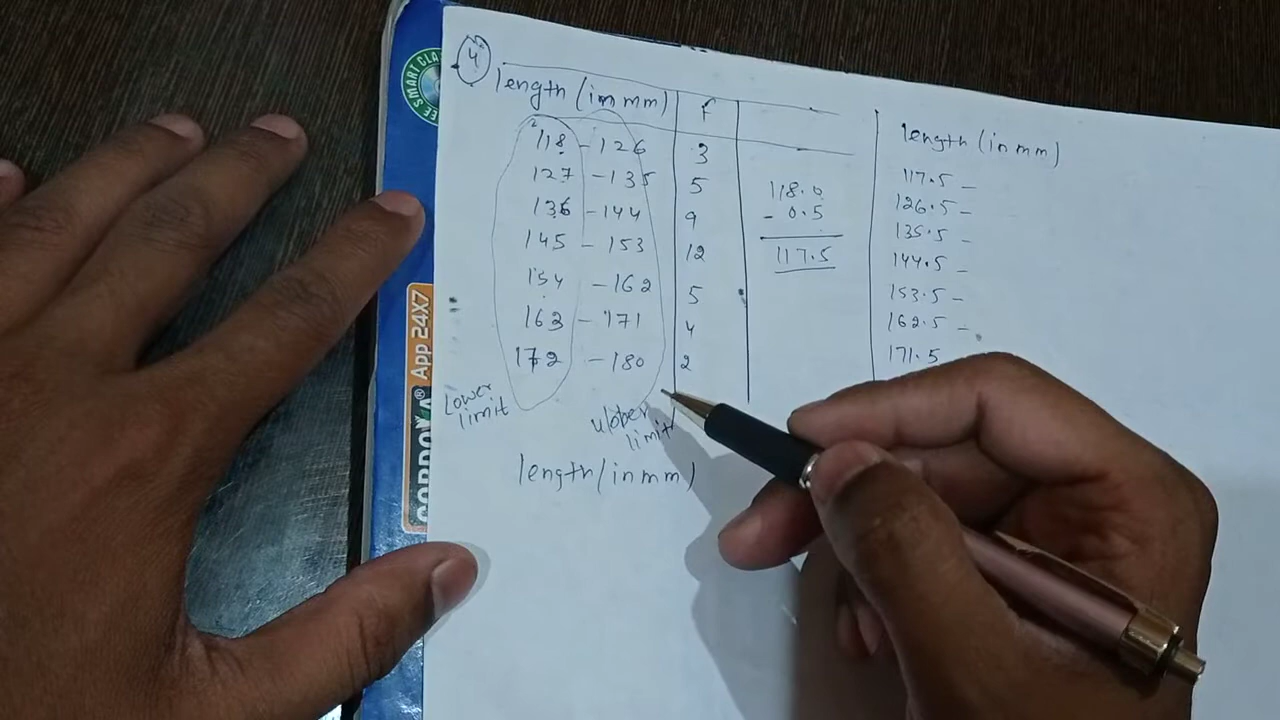 4
length (in mm) f
118 - 126 3
127 - 135 5
136 - 144 9
145 - 153 12
154 - 162 5
163 - 171 4
172 - 180 2
Lower
limit
upper
limit
length (in mm)
118.0
- 0.5
117.5
length (in mm)
117.5 -
126.5 -
135.5 -
144.5 -
153.5 -
162.5 -
171.5
App 24X7